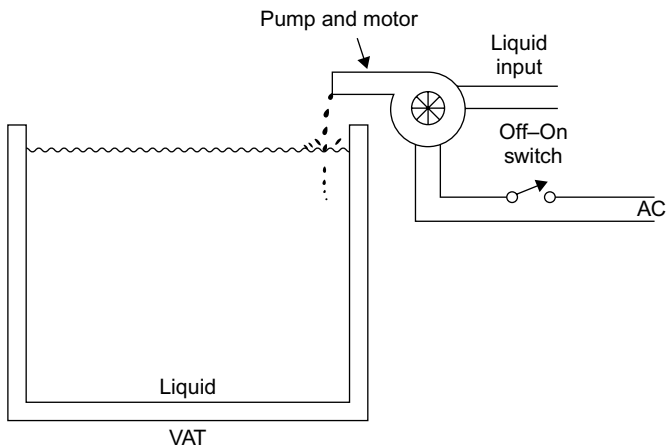 Pump and motor
Liquid
input
Off–On
switch
AC
Liquid
VAT